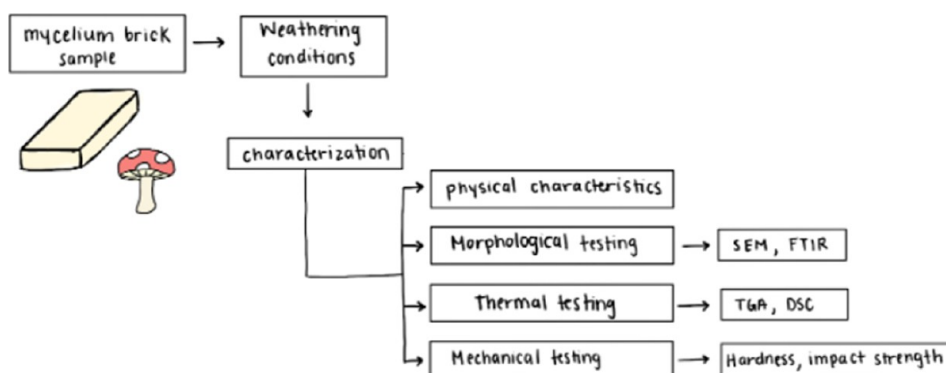 mycelium brick
sample
Weathering
conditions
characterization
physical characteristics
Morphological testing
SEM, FTIR
Thermal testing
TGA, DSC
Mechanical testing
Hardness, impact strength